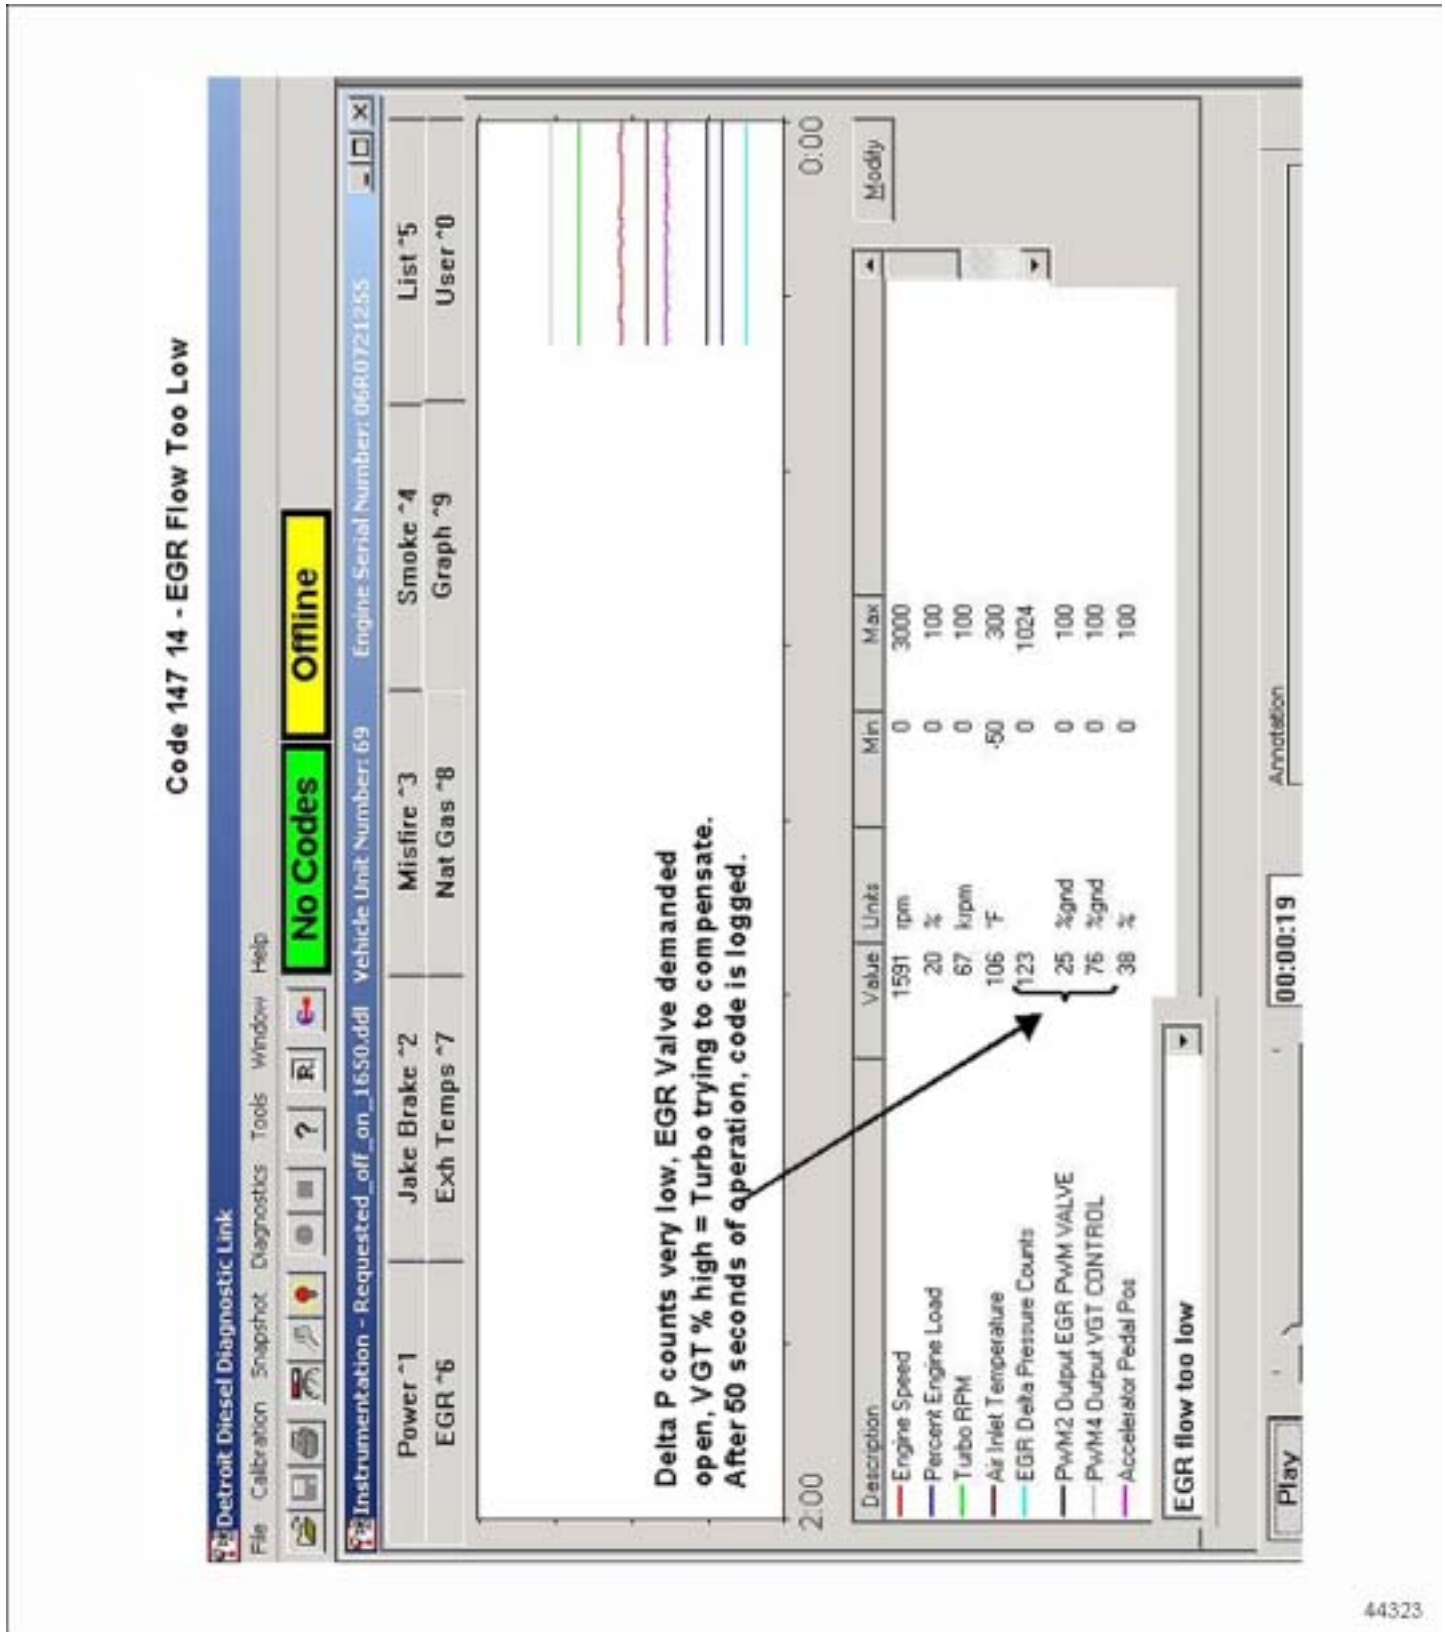 Code 147 14 - EGR Flow Too Low
Detroit Diesel Diagnostic Link
File Calibration Snapshot Diagnostics Tools Window Help
? R
No Codes Offline
Instrumentation - Requested_off_on_1650.ddl Vehicle Unit Number: 69 Engine Serial Number: 06R0721255
Power ^1 Jake Brake ^2 Misfire ^3 Smoke ^4 List ^5
EGR ^6 Exh Temps ^7 Nat Gas ^8 Graph ^9 User ^0
Delta P counts very low, EGR Valve demanded
open, VGT % high = Turbo trying to compensate.
After 50 seconds of operation, code is logged.
2:00 0:00
Description Value Units Min Max
Modify
Engine Speed 1591 rpm 0 3000
Percent Engine Load 20 % 0 100
Turbo RPM 67 krpm 0 100
Air Inlet Temperature 106 °F -50 300
EGR Delta Pressure Counts 123 0 1024
PWM2 Output EGR PWM VALVE 25 %gnd 0 100
PWM4 Output VGT CONTROL 76 %gnd 0 100
Accelerator Pedal Pos 38 % 0 100
EGR flow too low
Annotation
Play 00:00:19
44323